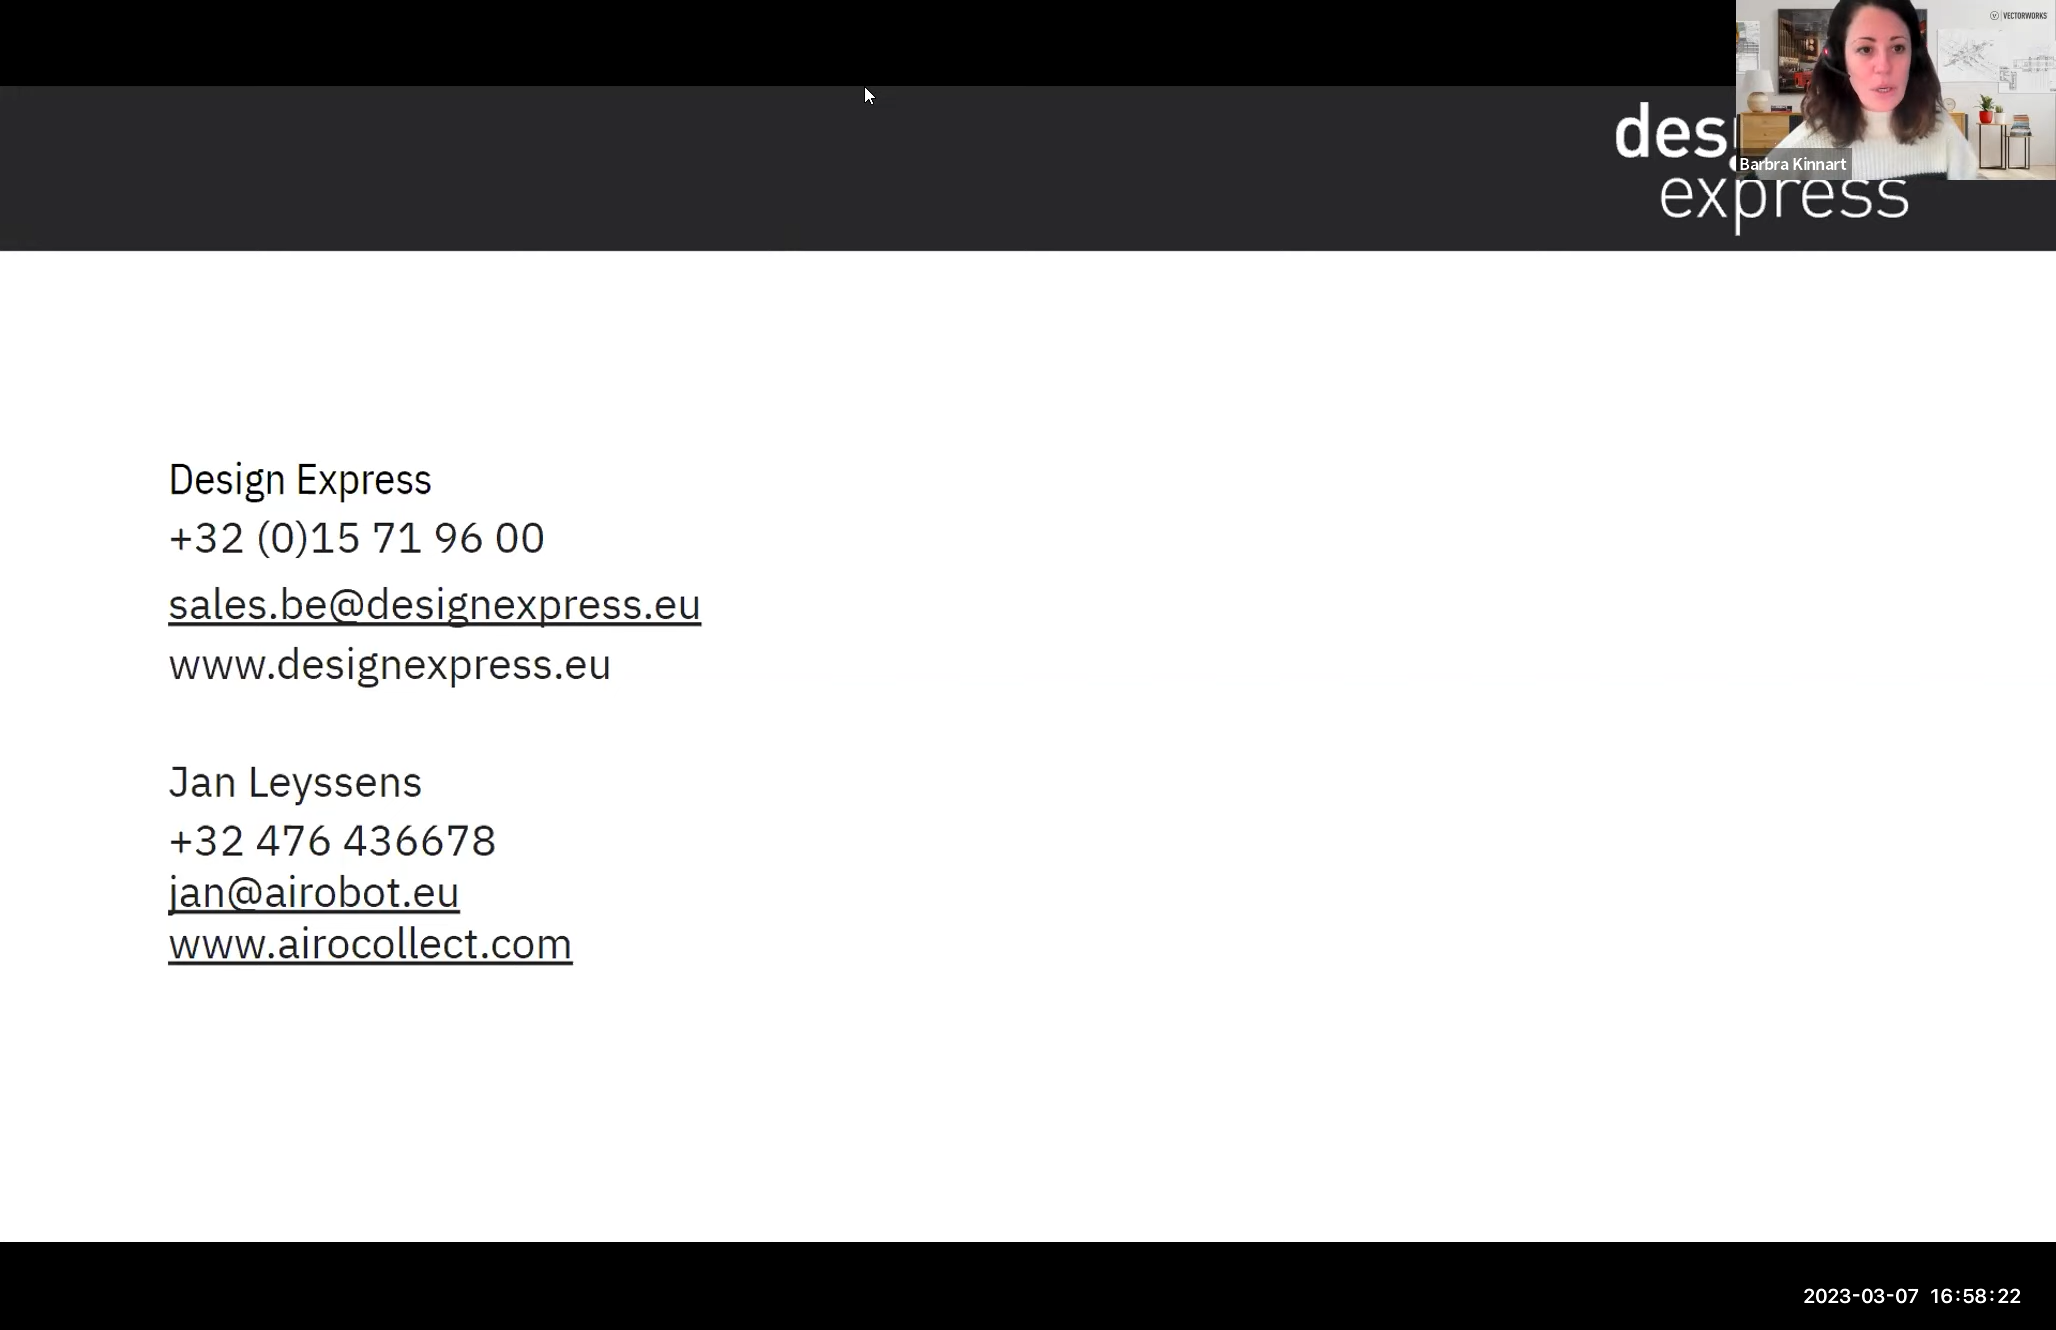 VECTORWORKS
Barbra Kinnart
express
Design Express
+32 (0)15 71 96 00
sales.be@designexpress.eu
www.designexpress.eu
Jan Leyssens
+32 476 436678
jan@airobot.eu
www.airocollect.com
2023-03-07 16:58:22